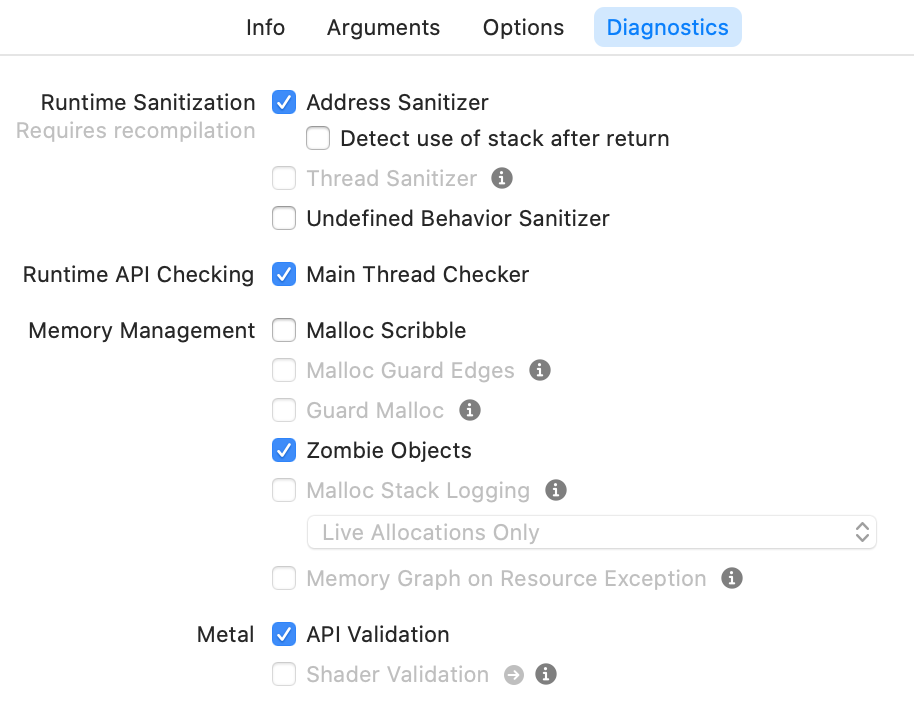 Info Arguments Options Diagnostics
Runtime Sanitization Address Sanitizer
Requires recompilation
Detect use of stack after return
Thread Sanitizer
Undefined Behavior Sanitizer
Runtime API Checking Main Thread Checker
Memory Management Malloc Scribble
Malloc Guard Edges
Guard Malloc
Zombie Objects
Malloc Stack Logging
Live Allocations Only
Memory Graph on Resource Exception
Metal API Validation
Shader Validation